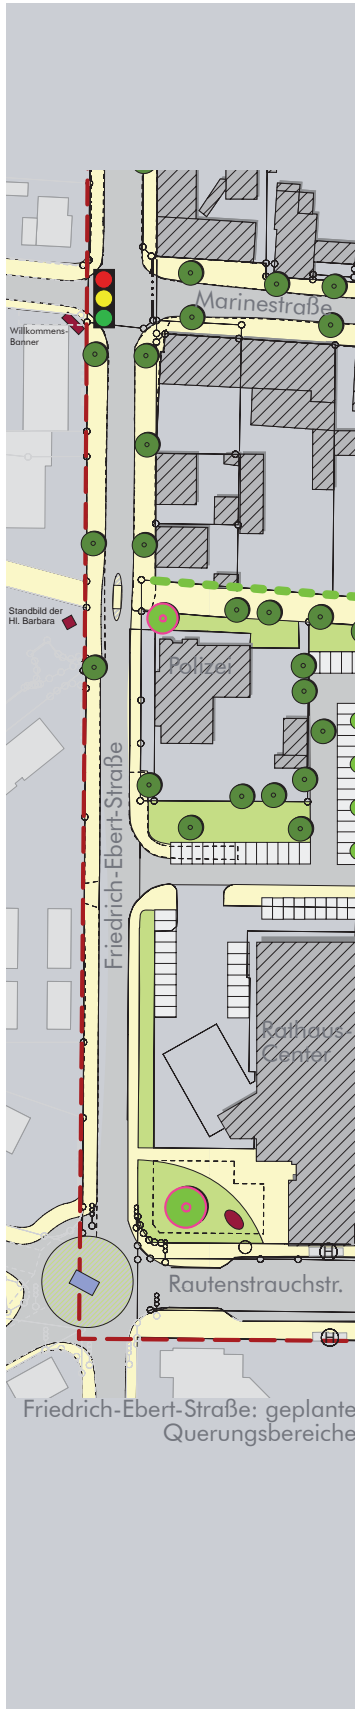 Marinestraße
Willkommens-
Banner
Standbild der
Hl. Barbara
Polizei
Friedrich-Ebert-Straße
Rathaus-
Center
H
Rautenstrauchstr.
H
Friedrich-Ebert-Straße: geplante
Querungsbereiche